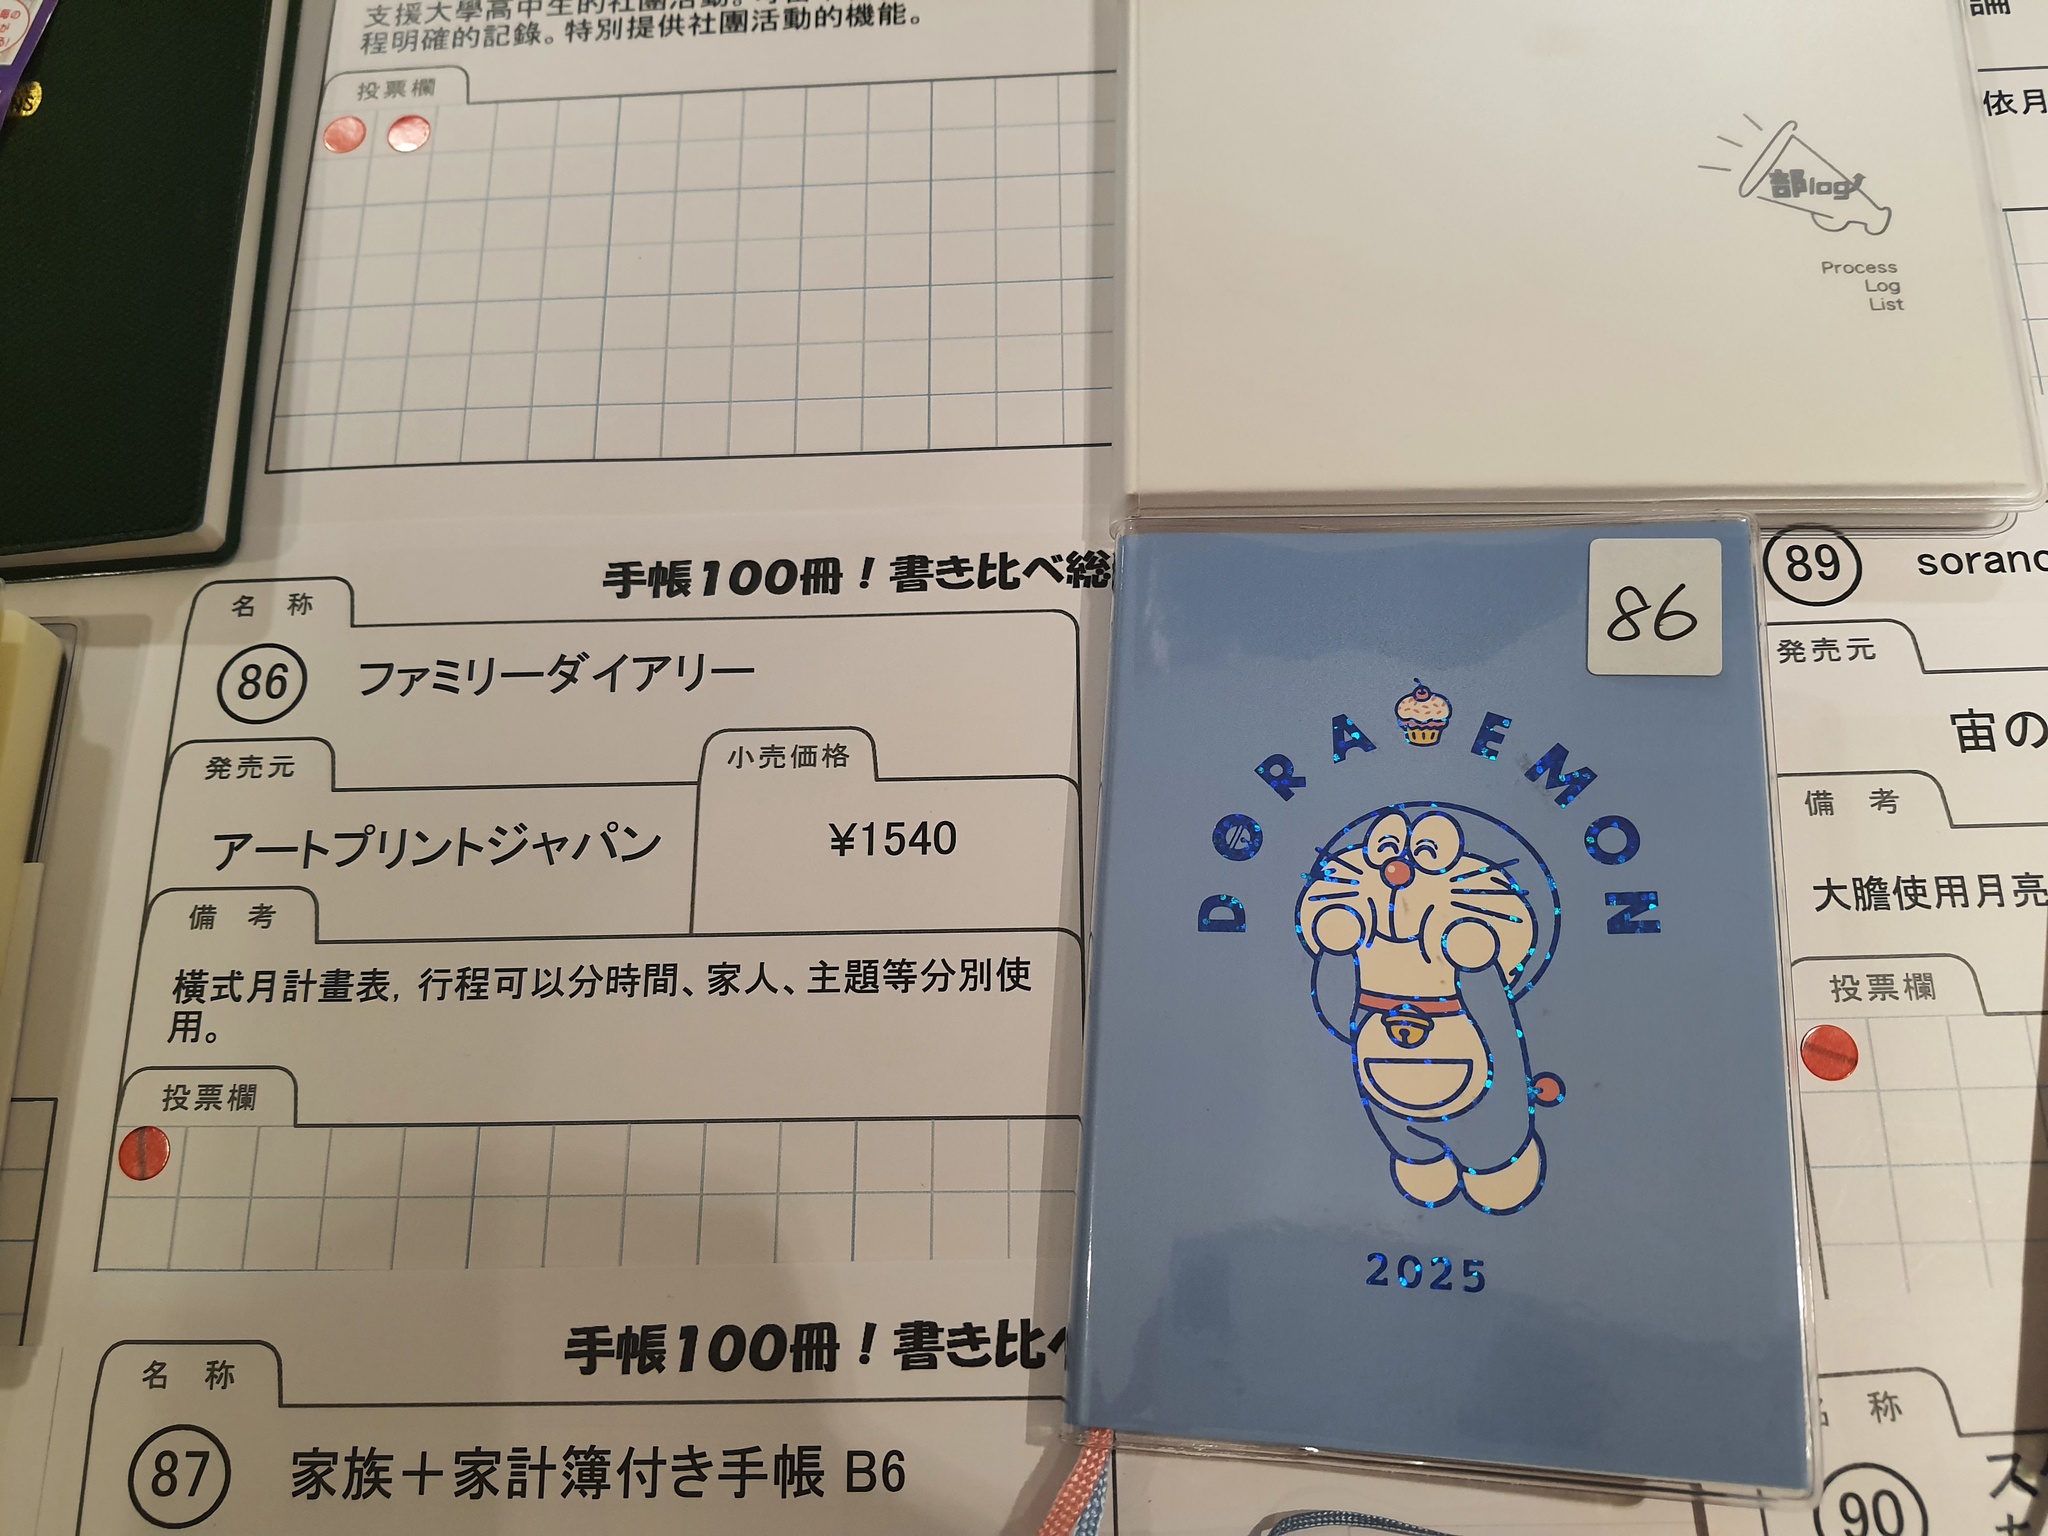 支援大學高中生的社團活動。
程明確的記錄。特別提供社團活動的機能。
投票欄
部log
Process
Log
List
依月
手帳100冊！書き比べ総
名 称
86 ファミリーダイアリー
発売元
アートプリントジャパン
小売価格
¥1540
備 考
橫式月計畫表, 行程可以分時間、家人、主題等分別使
用。
投票欄
手帳100冊！書き比べ
名 称
87 家族＋家計簿付き手帳 B6
86
DORAEMON
2025
89 sorano
発売元
宙の
備 考
大膽使用月亮
投票欄
称
90